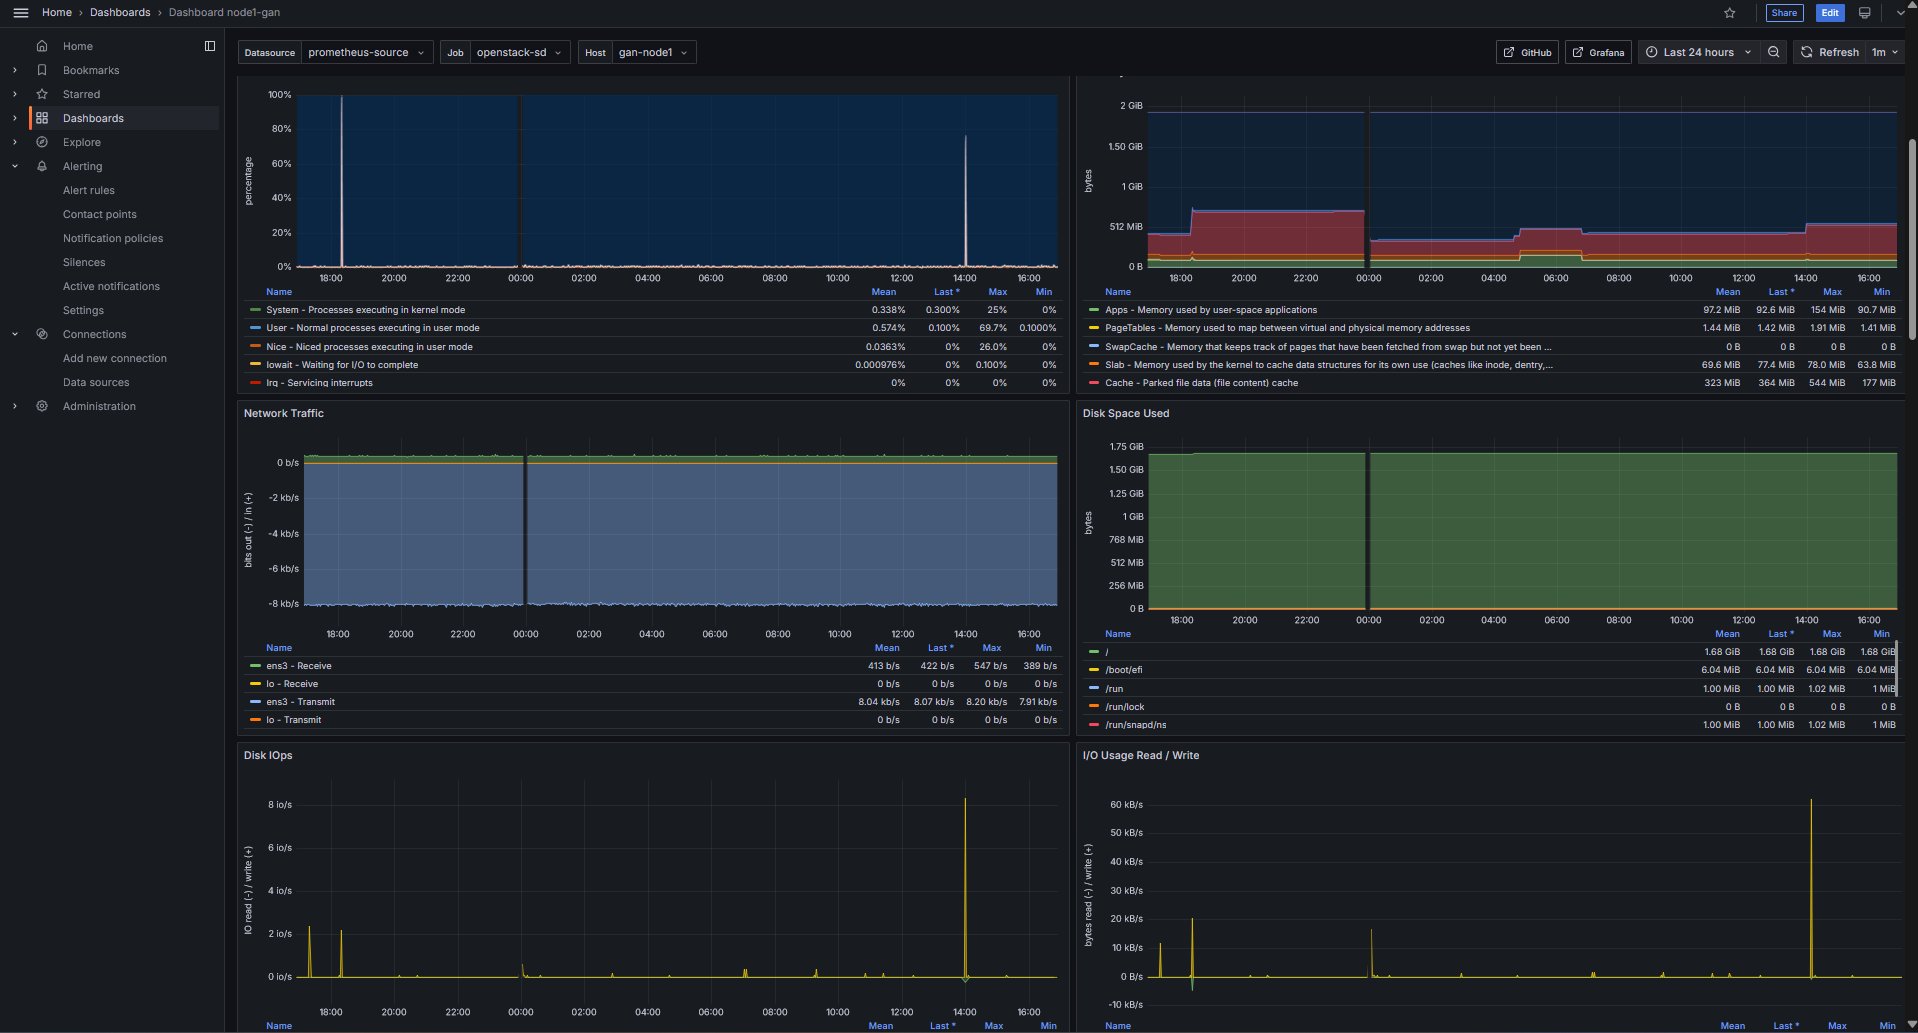 Home › Dashboards › Dashboard node1-gan
Share
Edit
Home
Bookmarks
Starred
Dashboards
Explore
Alerting
Alert rules
Contact points
Notification policies
Silences
Active notifications
Settings
Connections
Add new connection
Data sources
Administration
Datasource prometheus-source Job openstack-sd Host gan-node1
GitHub Grafana Last 24 hours Refresh 1m
percentage
100%
80%
60%
40%
20%
0%
18:00 20:00 22:00 00:00 02:00 04:00 06:00 08:00 10:00 12:00 14:00 16:00
Name Mean Last * Max Min
System - Processes executing in kernel mode 0.338% 0.300% 25% 0%
User - Normal processes executing in user mode 0.574% 0.100% 69.7% 0.1000%
Nice - Niced processes executing in user mode 0.0363% 0% 26.0% 0%
Iowait - Waiting for I/O to complete 0.000976% 0% 0.100% 0%
Irq - Servicing interrupts 0% 0% 0% 0%
bytes
2 GiB
1.50 GiB
1 GiB
512 MiB
0 B
18:00 20:00 22:00 00:00 02:00 04:00 06:00 08:00 10:00 12:00 14:00 16:00
Name Mean Last * Max Min
Apps - Memory used by user-space applications 97.2 MiB 92.6 MiB 154 MiB 90.7 MiB
PageTables - Memory used to map between virtual and physical memory addresses 1.44 MiB 1.42 MiB 1.91 MiB 1.41 MiB
SwapCache - Memory that keeps track of pages that have been fetched from swap but not yet been ... 0 B 0 B 0 B 0 B
Slab - Memory used by the kernel to cache data structures for its own use (caches like inode, dentry,... 69.6 MiB 77.4 MiB 78.0 MiB 63.8 MiB
Cache - Parked file data (file content) cache 323 MiB 364 MiB 544 MiB 177 MiB
Network Traffic
bits out (-) / in (+)
0 b/s
-2 kb/s
-4 kb/s
-6 kb/s
-8 kb/s
18:00 20:00 22:00 00:00 02:00 04:00 06:00 08:00 10:00 12:00 14:00 16:00
Name Mean Last * Max Min
ens3 - Receive 413 b/s 422 b/s 547 b/s 389 b/s
lo - Receive 0 b/s 0 b/s 0 b/s 0 b/s
ens3 - Transmit 8.04 kb/s 8.07 kb/s 8.20 kb/s 7.91 kb/s
lo - Transmit 0 b/s 0 b/s 0 b/s 0 b/s
Disk Space Used
bytes
1.75 GiB
1.50 GiB
1.25 GiB
1 GiB
768 MiB
512 MiB
256 MiB
0 B
18:00 20:00 22:00 00:00 02:00 04:00 06:00 08:00 10:00 12:00 14:00 16:00
Name Mean Last * Max Min
/ 1.68 GiB 1.68 GiB 1.68 GiB 1.68 GiB
/boot/efi 6.04 MiB 6.04 MiB 6.04 MiB 6.04 MiB
/run 1.00 MiB 1.00 MiB 1.02 MiB 1 MiB
/run/lock 0 B 0 B 0 B 0 B
/run/snapd/ns 1.00 MiB 1.00 MiB 1.02 MiB 1 MiB
Disk IOps
IO read (-) / write (+)
8 io/s
6 io/s
4 io/s
2 io/s
0 io/s
18:00 20:00 22:00 00:00 02:00 04:00 06:00 08:00 10:00 12:00 14:00 16:00
Name Mean Last * Max Min
I/O Usage Read / Write
bytes read (-) / write (+)
60 kB/s
50 kB/s
40 kB/s
30 kB/s
20 kB/s
10 kB/s
0 B/s
-10 kB/s
18:00 20:00 22:00 00:00 02:00 04:00 06:00 08:00 10:00 12:00 14:00 16:00
Name Mean Last * Max Min